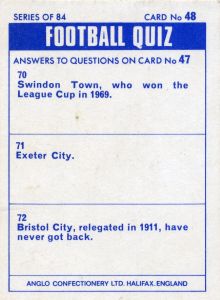 SERIES OF 84 CARD No 48
FOOTBALL QUIZ
ANSWERS TO QUESTIONS ON CARD No 47
70
Swindon Town, who won the
League Cup in 1969.
71
Exeter City.
72
Bristol City, relegated in 1911, have
never got back.
ANGLO CONFECTIONERY LTD. HALIFAX. ENGLAND